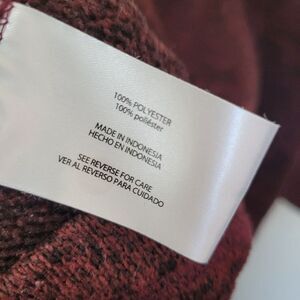 100% POLYESTER
100% poliéster
MADE IN INDONESIA
HECHO EN INDONESIA
SEE REVERSE FOR CARE
VER AL REVERSO PARA CUIDADO